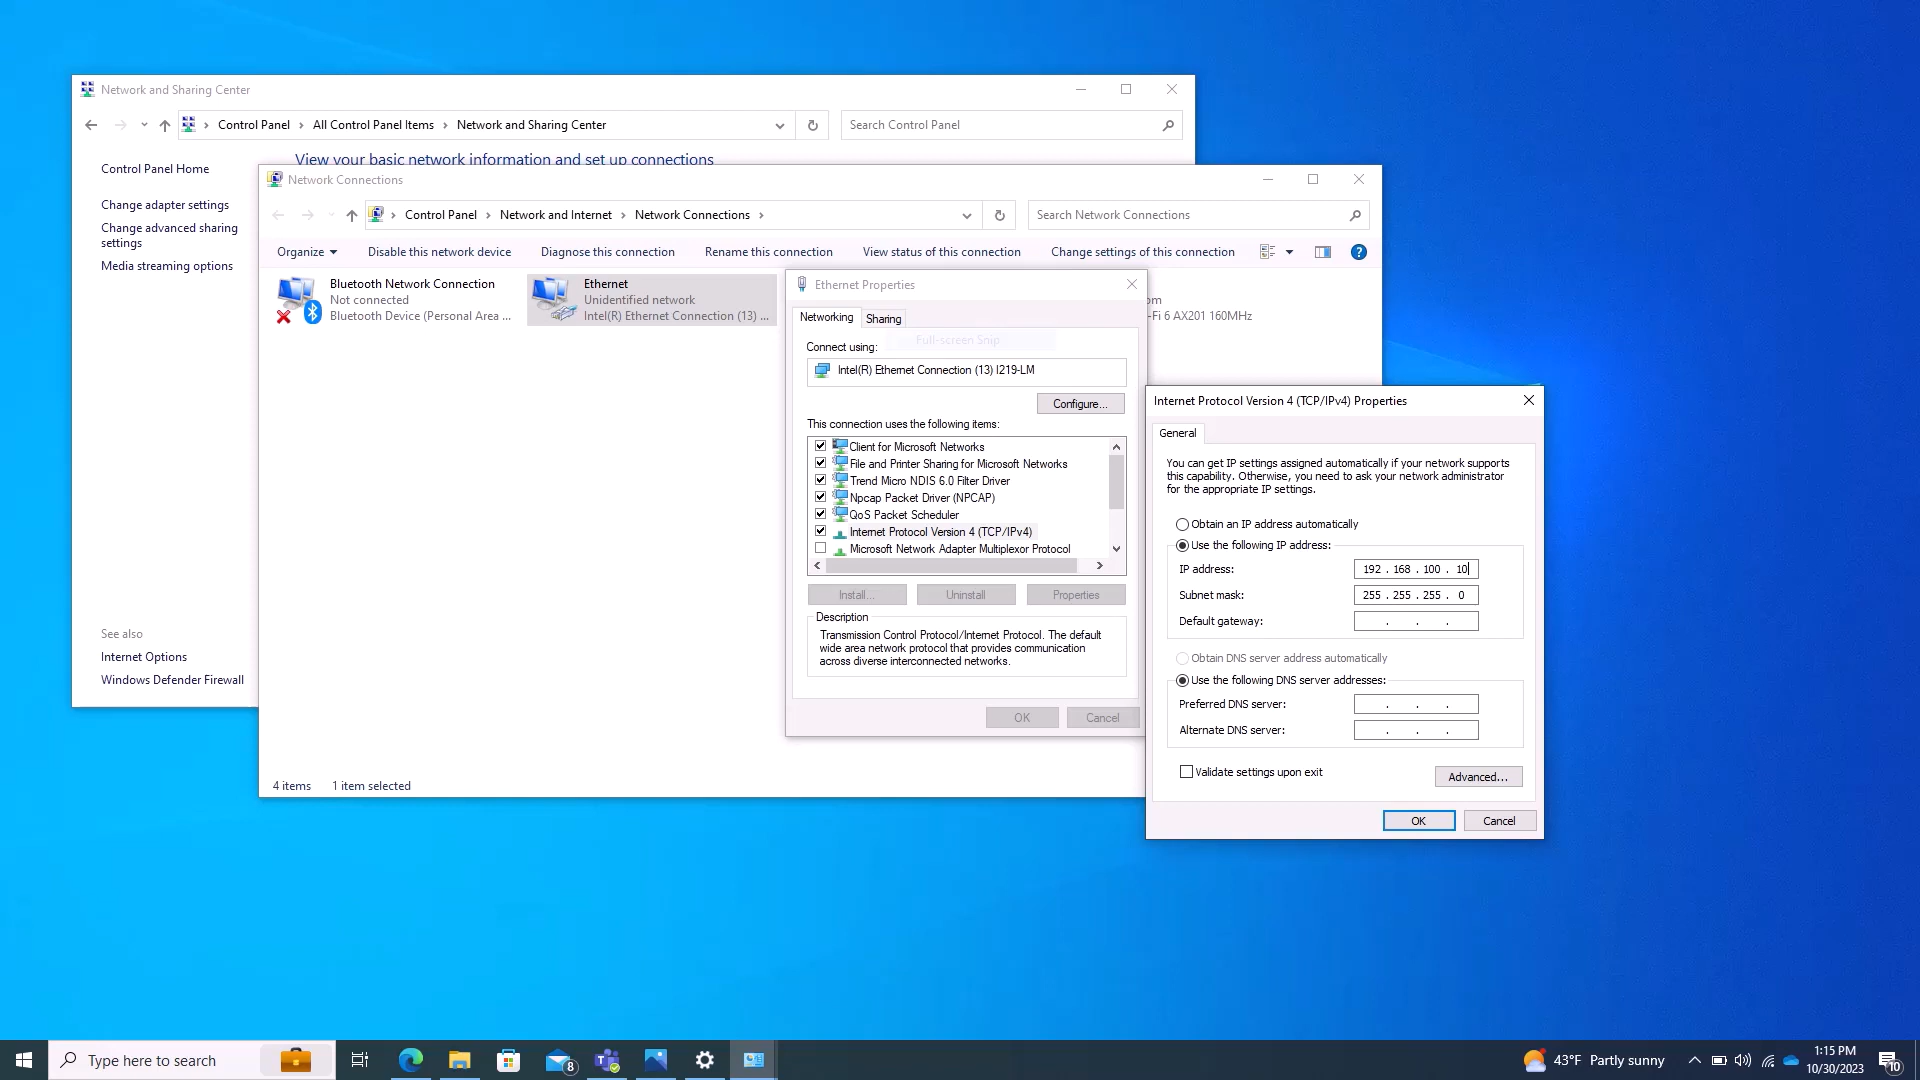 Network and Sharing Center
Control Panel
All Control Panel Items
Network and Sharing Center
Search Control Panel
View your basic network information and set up connections
Control Panel Home
Change adapter settings
Change advanced sharing
settings
Media streaming options
See also
Internet Options
Windows Defender Firewall
Network Connections
Control Panel
Network and Internet
Network Connections
Search Network Connections
Organize
Disable this network device
Diagnose this connection
Rename this connection
View status of this connection
Change settings of this connection
Bluetooth Network Connection
Not connected
Bluetooth Device (Personal Area ...
Ethernet
Unidentified network
Intel(R) Ethernet Connection (13) ...
om
-Fi 6 AX201 160MHz
4 items
1 item selected
Ethernet Properties
Networking
Sharing
Full-screen Snip
Connect using:
Intel(R) Ethernet Connection (13) I219-LM
Configure...
This connection uses the following items:
Client for Microsoft Networks
File and Printer Sharing for Microsoft Networks
Trend Micro NDIS 6.0 Filter Driver
Npcap Packet Driver (NPCAP)
QoS Packet Scheduler
Internet Protocol Version 4 (TCP/IPv4)
Microsoft Network Adapter Multiplexor Protocol
Install...
Uninstall
Properties
Description
Transmission Control Protocol/Internet Protocol. The default
wide area network protocol that provides communication
across diverse interconnected networks.
OK
Cancel
Internet Protocol Version 4 (TCP/IPv4) Properties
General
You can get IP settings assigned automatically if your network supports
this capability. Otherwise, you need to ask your network administrator
for the appropriate IP settings.
Obtain an IP address automatically
Use the following IP address:
IP address:
192 . 168 . 100 . 10
Subnet mask:
255 . 255 . 255 . 0
Default gateway:
. . .
Obtain DNS server address automatically
Use the following DNS server addresses:
Preferred DNS server:
. . .
Alternate DNS server:
. . .
Validate settings upon exit
Advanced...
OK
Cancel
Type here to search
8
43°F Partly sunny
1:15 PM
10/30/2023
10